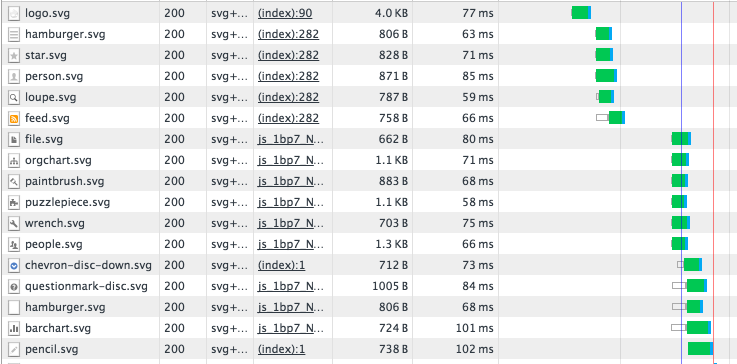 logo.svg 200 svg+... (index):90 4.0 KB 77 ms
hamburger.svg 200 svg+... (index):282 806 B 63 ms
star.svg 200 svg+... (index):282 828 B 71 ms
person.svg 200 svg+... (index):282 871 B 85 ms
loupe.svg 200 svg+... (index):282 787 B 59 ms
feed.svg 200 svg+... (index):282 758 B 66 ms
file.svg 200 svg+... js_1bp7_N... 662 B 80 ms
orgchart.svg 200 svg+... js_1bp7_N... 1.1 KB 71 ms
paintbrush.svg 200 svg+... js_1bp7_N... 883 B 68 ms
puzzlepiece.svg 200 svg+... js_1bp7_N... 1.1 KB 58 ms
wrench.svg 200 svg+... js_1bp7_N... 703 B 75 ms
people.svg 200 svg+... js_1bp7_N... 1.3 KB 66 ms
chevron-disc-down.svg 200 svg+... (index):1 712 B 73 ms
questionmark-disc.svg 200 svg+... js_1bp7_N... 1005 B 84 ms
hamburger.svg 200 svg+... js_1bp7_N... 806 B 68 ms
barchart.svg 200 svg+... js_1bp7_N... 724 B 101 ms
pencil.svg 200 svg+... (index):1 738 B 102 ms